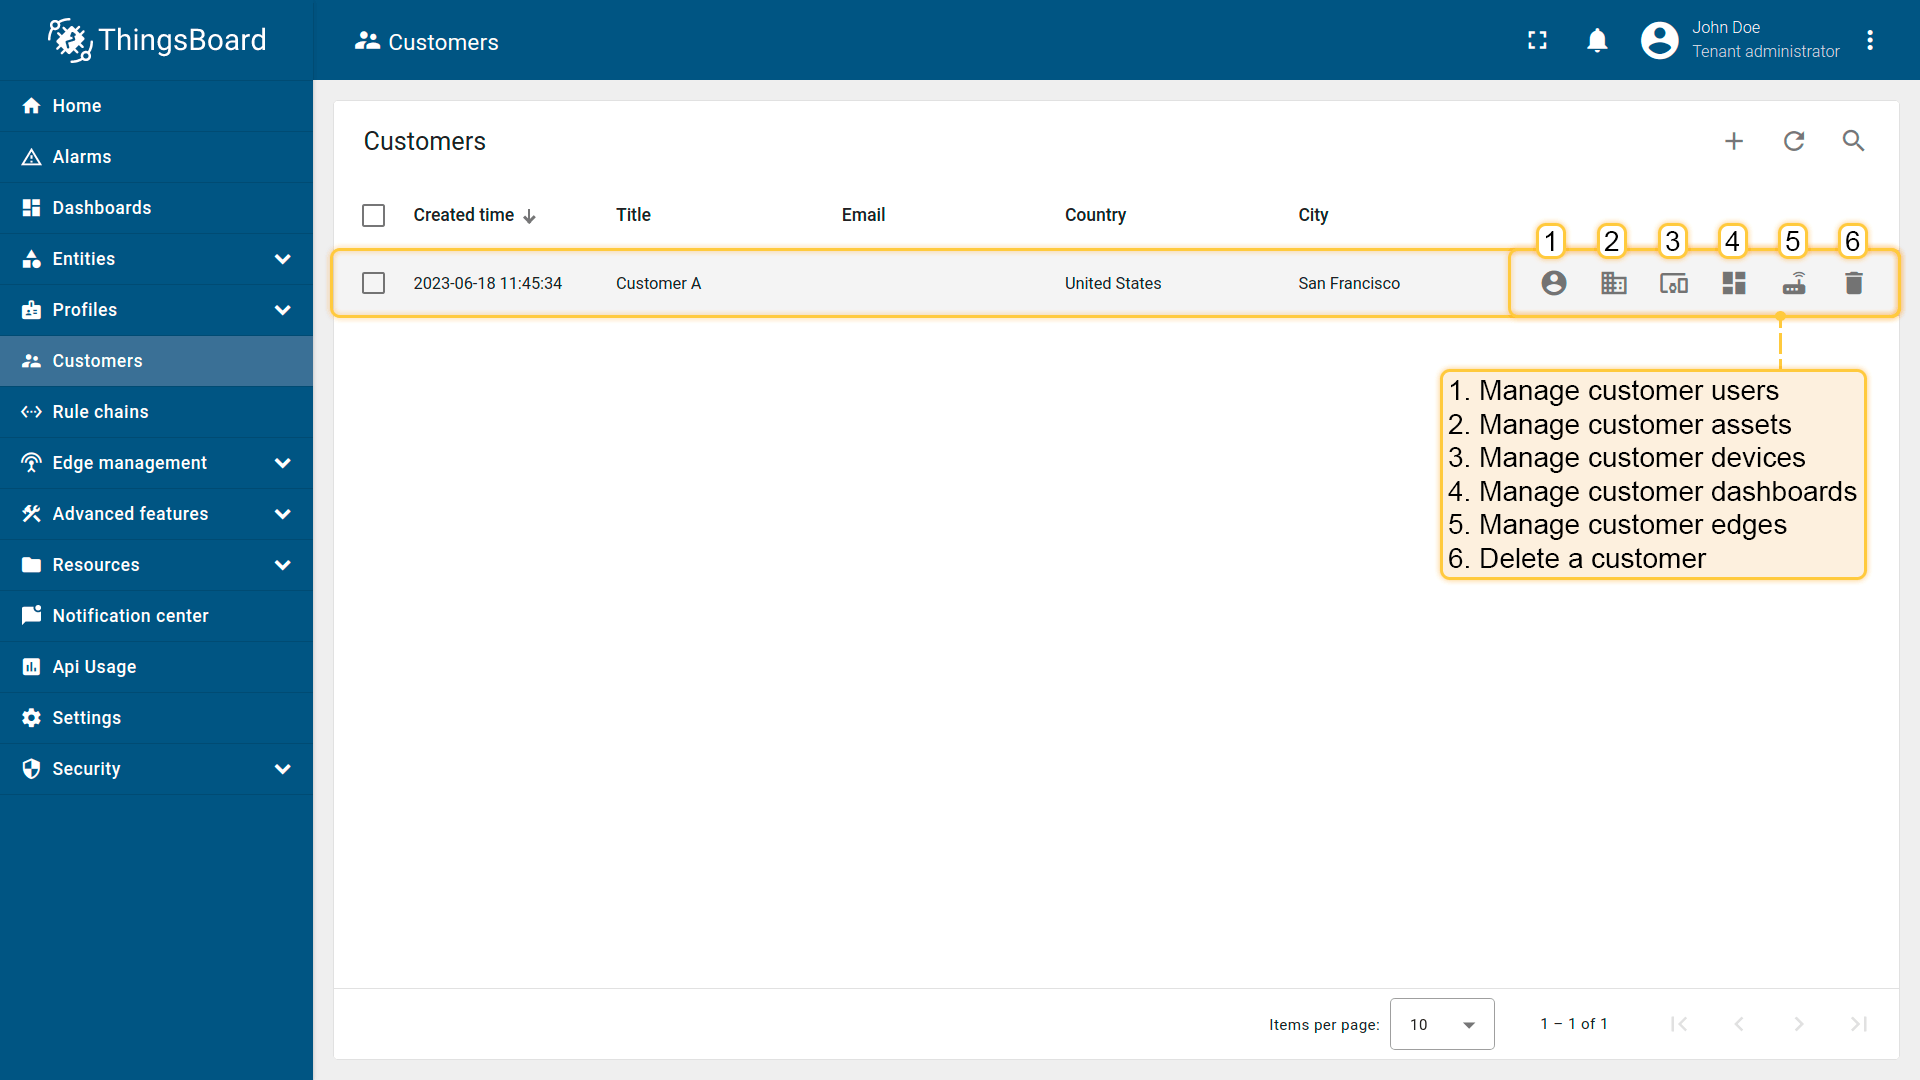 ThingsBoard
Customers
John Doe
Tenant administrator
Home
Alarms
Dashboards
Entities
Profiles
Customers
Rule chains
Edge management
Advanced features
Resources
Notification center
Api Usage
Settings
Security
Customers
Created time Title Email Country City
1 2 3 4 5 6
2023-06-18 11:45:34 Customer A United States San Francisco
1. Manage customer users
2. Manage customer assets
3. Manage customer devices
4. Manage customer dashboards
5. Manage customer edges
6. Delete a customer
Items per page: 10 1 – 1 of 1